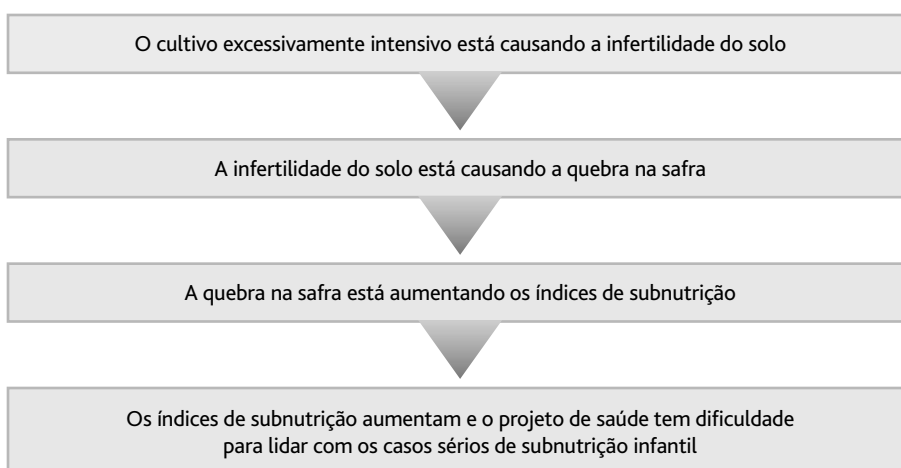 O cultivo excessivamente intensivo está causando a infertilidade do solo
A infertilidade do solo está causando a quebra na safra
A quebra na safra está aumentando os índices de subnutrição
Os índices de subnutrição aumentam e o projeto de saúde tem dificuldade
para lidar com os casos sérios de subnutrição infantil